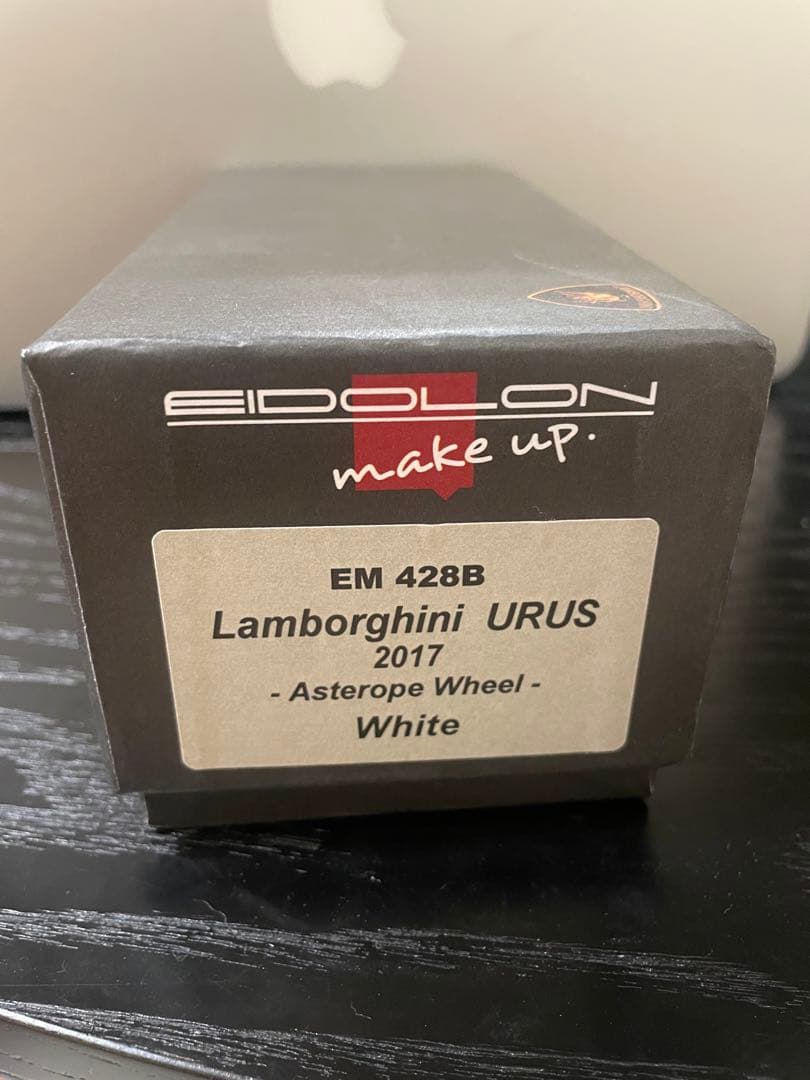 EIDOLON
make up.
EM 428B
Lamborghini URUS
2017
- Asterope Wheel -
White